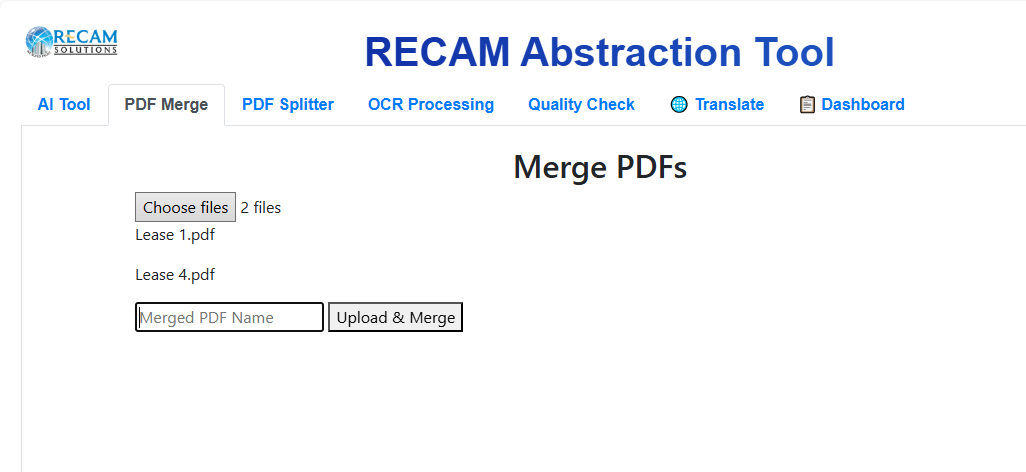 RECAM
SOLUTIONS
RECAM Abstraction Tool
AI Tool PDF Merge PDF Splitter OCR Processing Quality Check Translate Dashboard
Merge PDFs
Choose files 2 files
Lease 1.pdf
Lease 4.pdf
Merged PDF Name Upload & Merge